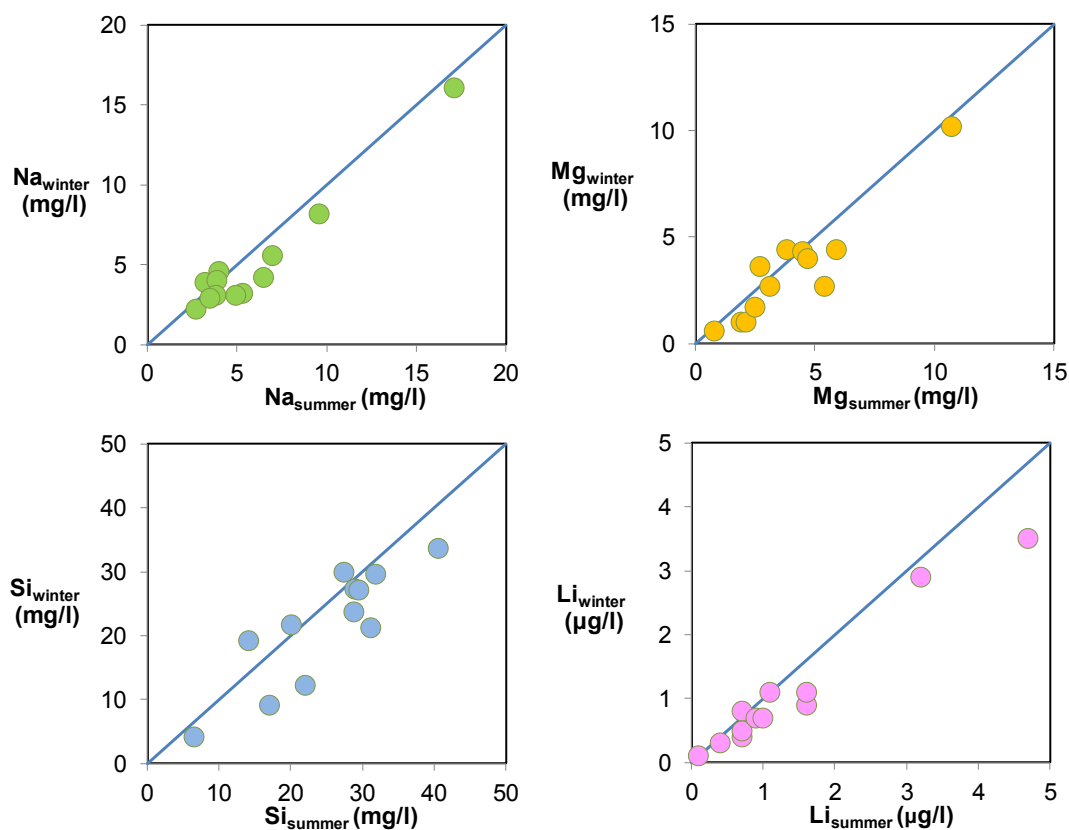 20
15
10
5
0
0 5 10 15 20
Na winter
(mg/l)
Na summer (mg/l)
15
10
5
0
0 5 10 15
Mg winter
(mg/l)
Mg summer (mg/l)
50
40
30
20
10
0
0 10 20 30 40 50
Si winter
(mg/l)
Si summer (mg/l)
5
4
3
2
1
0
0 1 2 3 4 5
Li winter
(µg/l)
Li summer (µg/l)